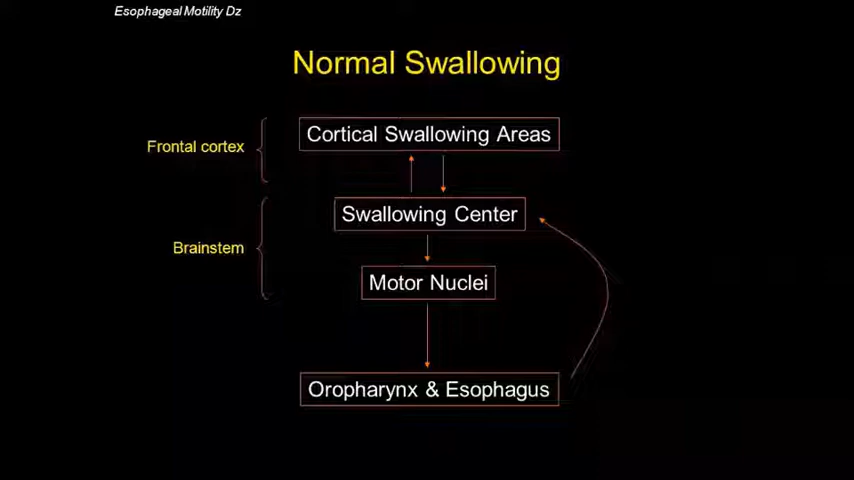 Esophageal Motility Dz
Normal Swallowing
Cortical Swallowing Areas
Frontal cortex
Swallowing Center
Brainstem
Motor Nuclei
Oropharynx & Esophagus